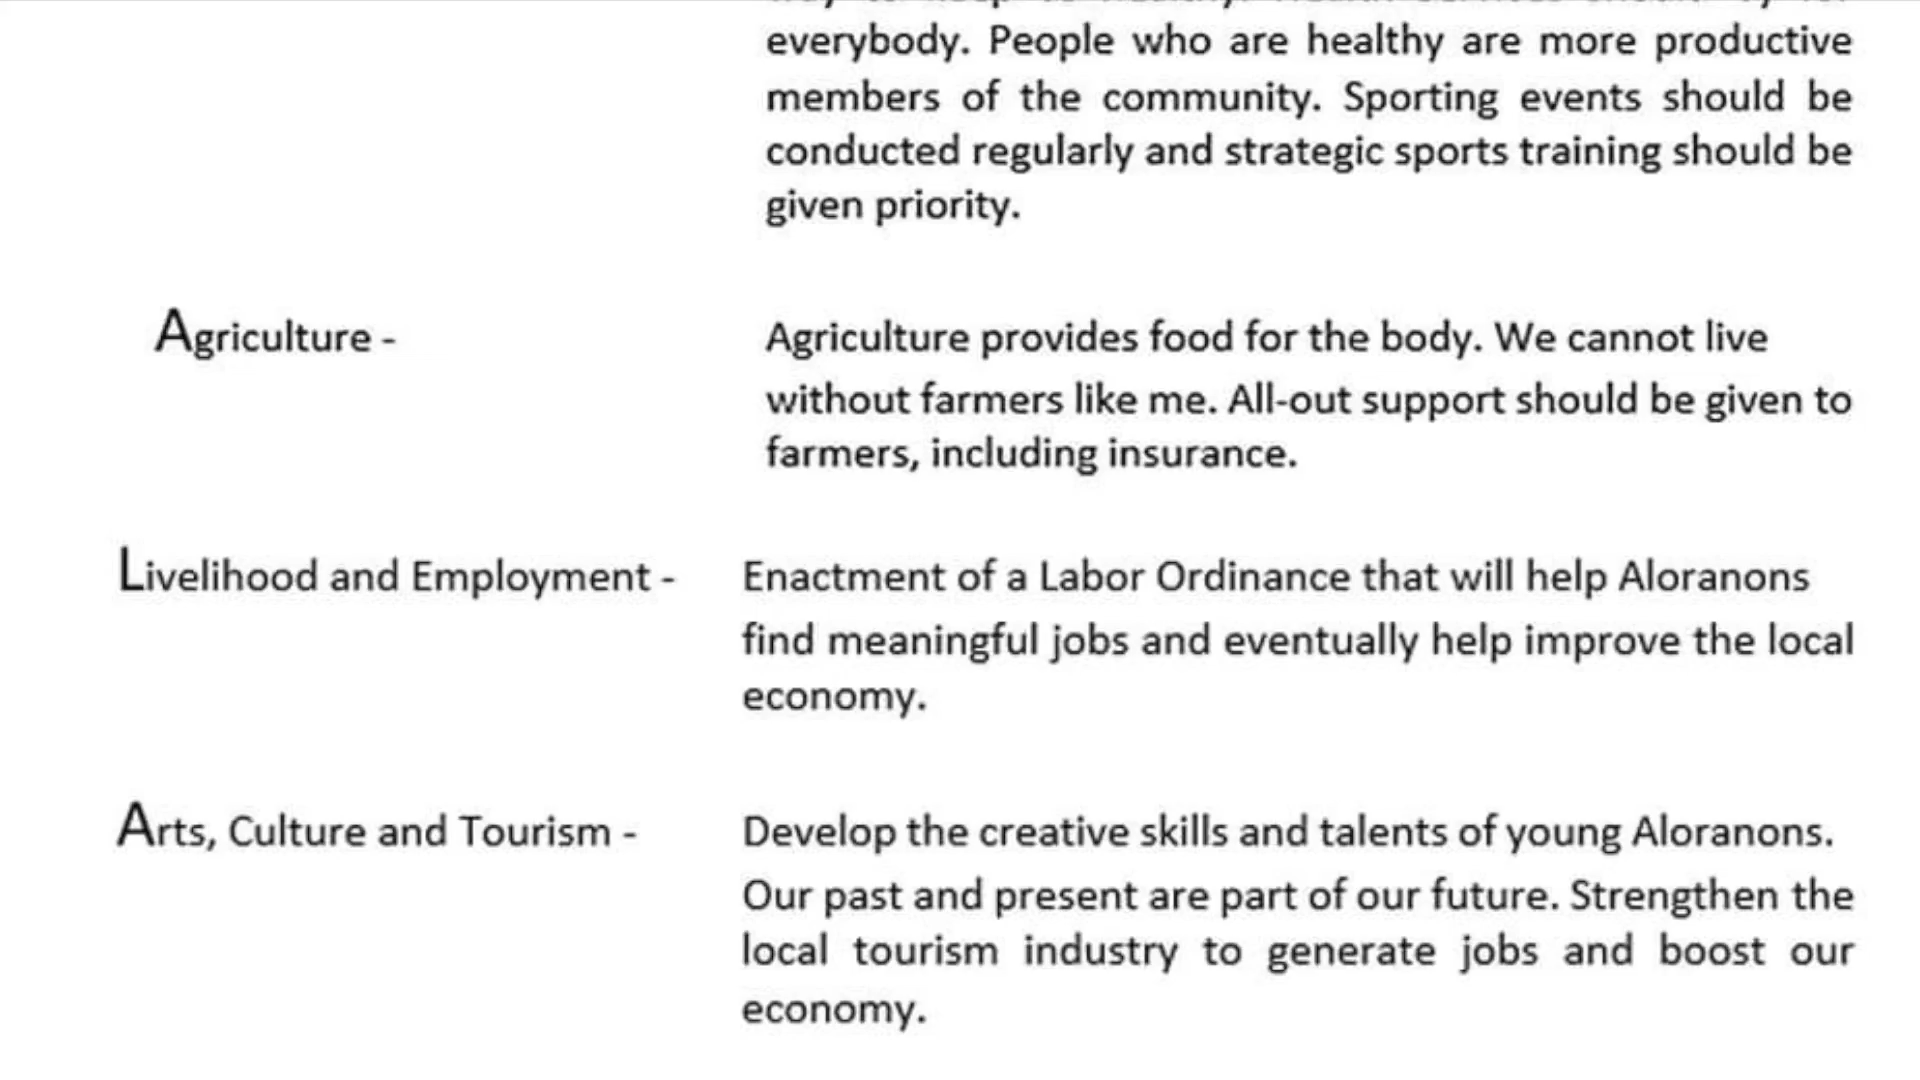 everybody. People who are healthy are more productive
members of the community. Sporting events should be
conducted regularly and strategic sports training should be
given priority.
Agriculture - Agriculture provides food for the body. We cannot live
without farmers like me. All-out support should be given to
farmers, including insurance.
Livelihood and Employment - Enactment of a Labor Ordinance that will help Aloranons
find meaningful jobs and eventually help improve the local
economy.
Arts, Culture and Tourism - Develop the creative skills and talents of young Aloranons.
Our past and present are part of our future. Strengthen the
local tourism industry to generate jobs and boost our
economy.